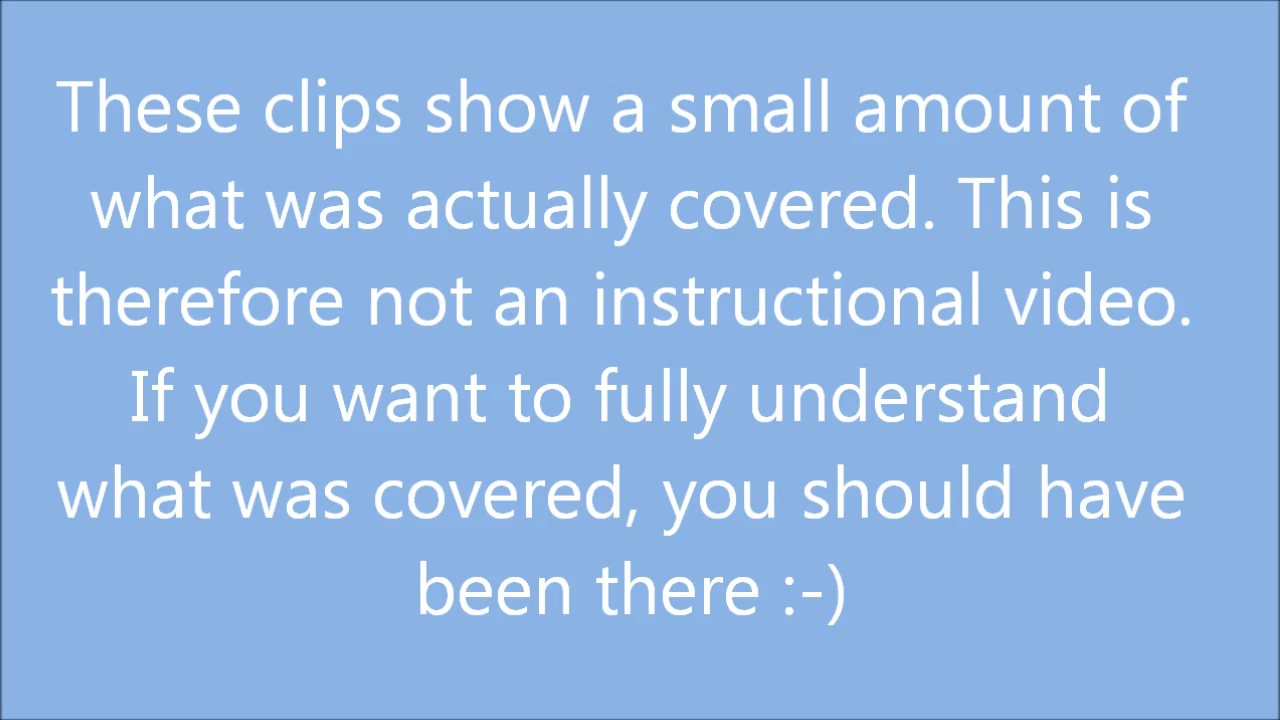 These clips show a small amount of
what was actually covered. This is
therefore not an instructional video.
If you want to fully understand
what was covered, you should have
been there :-)